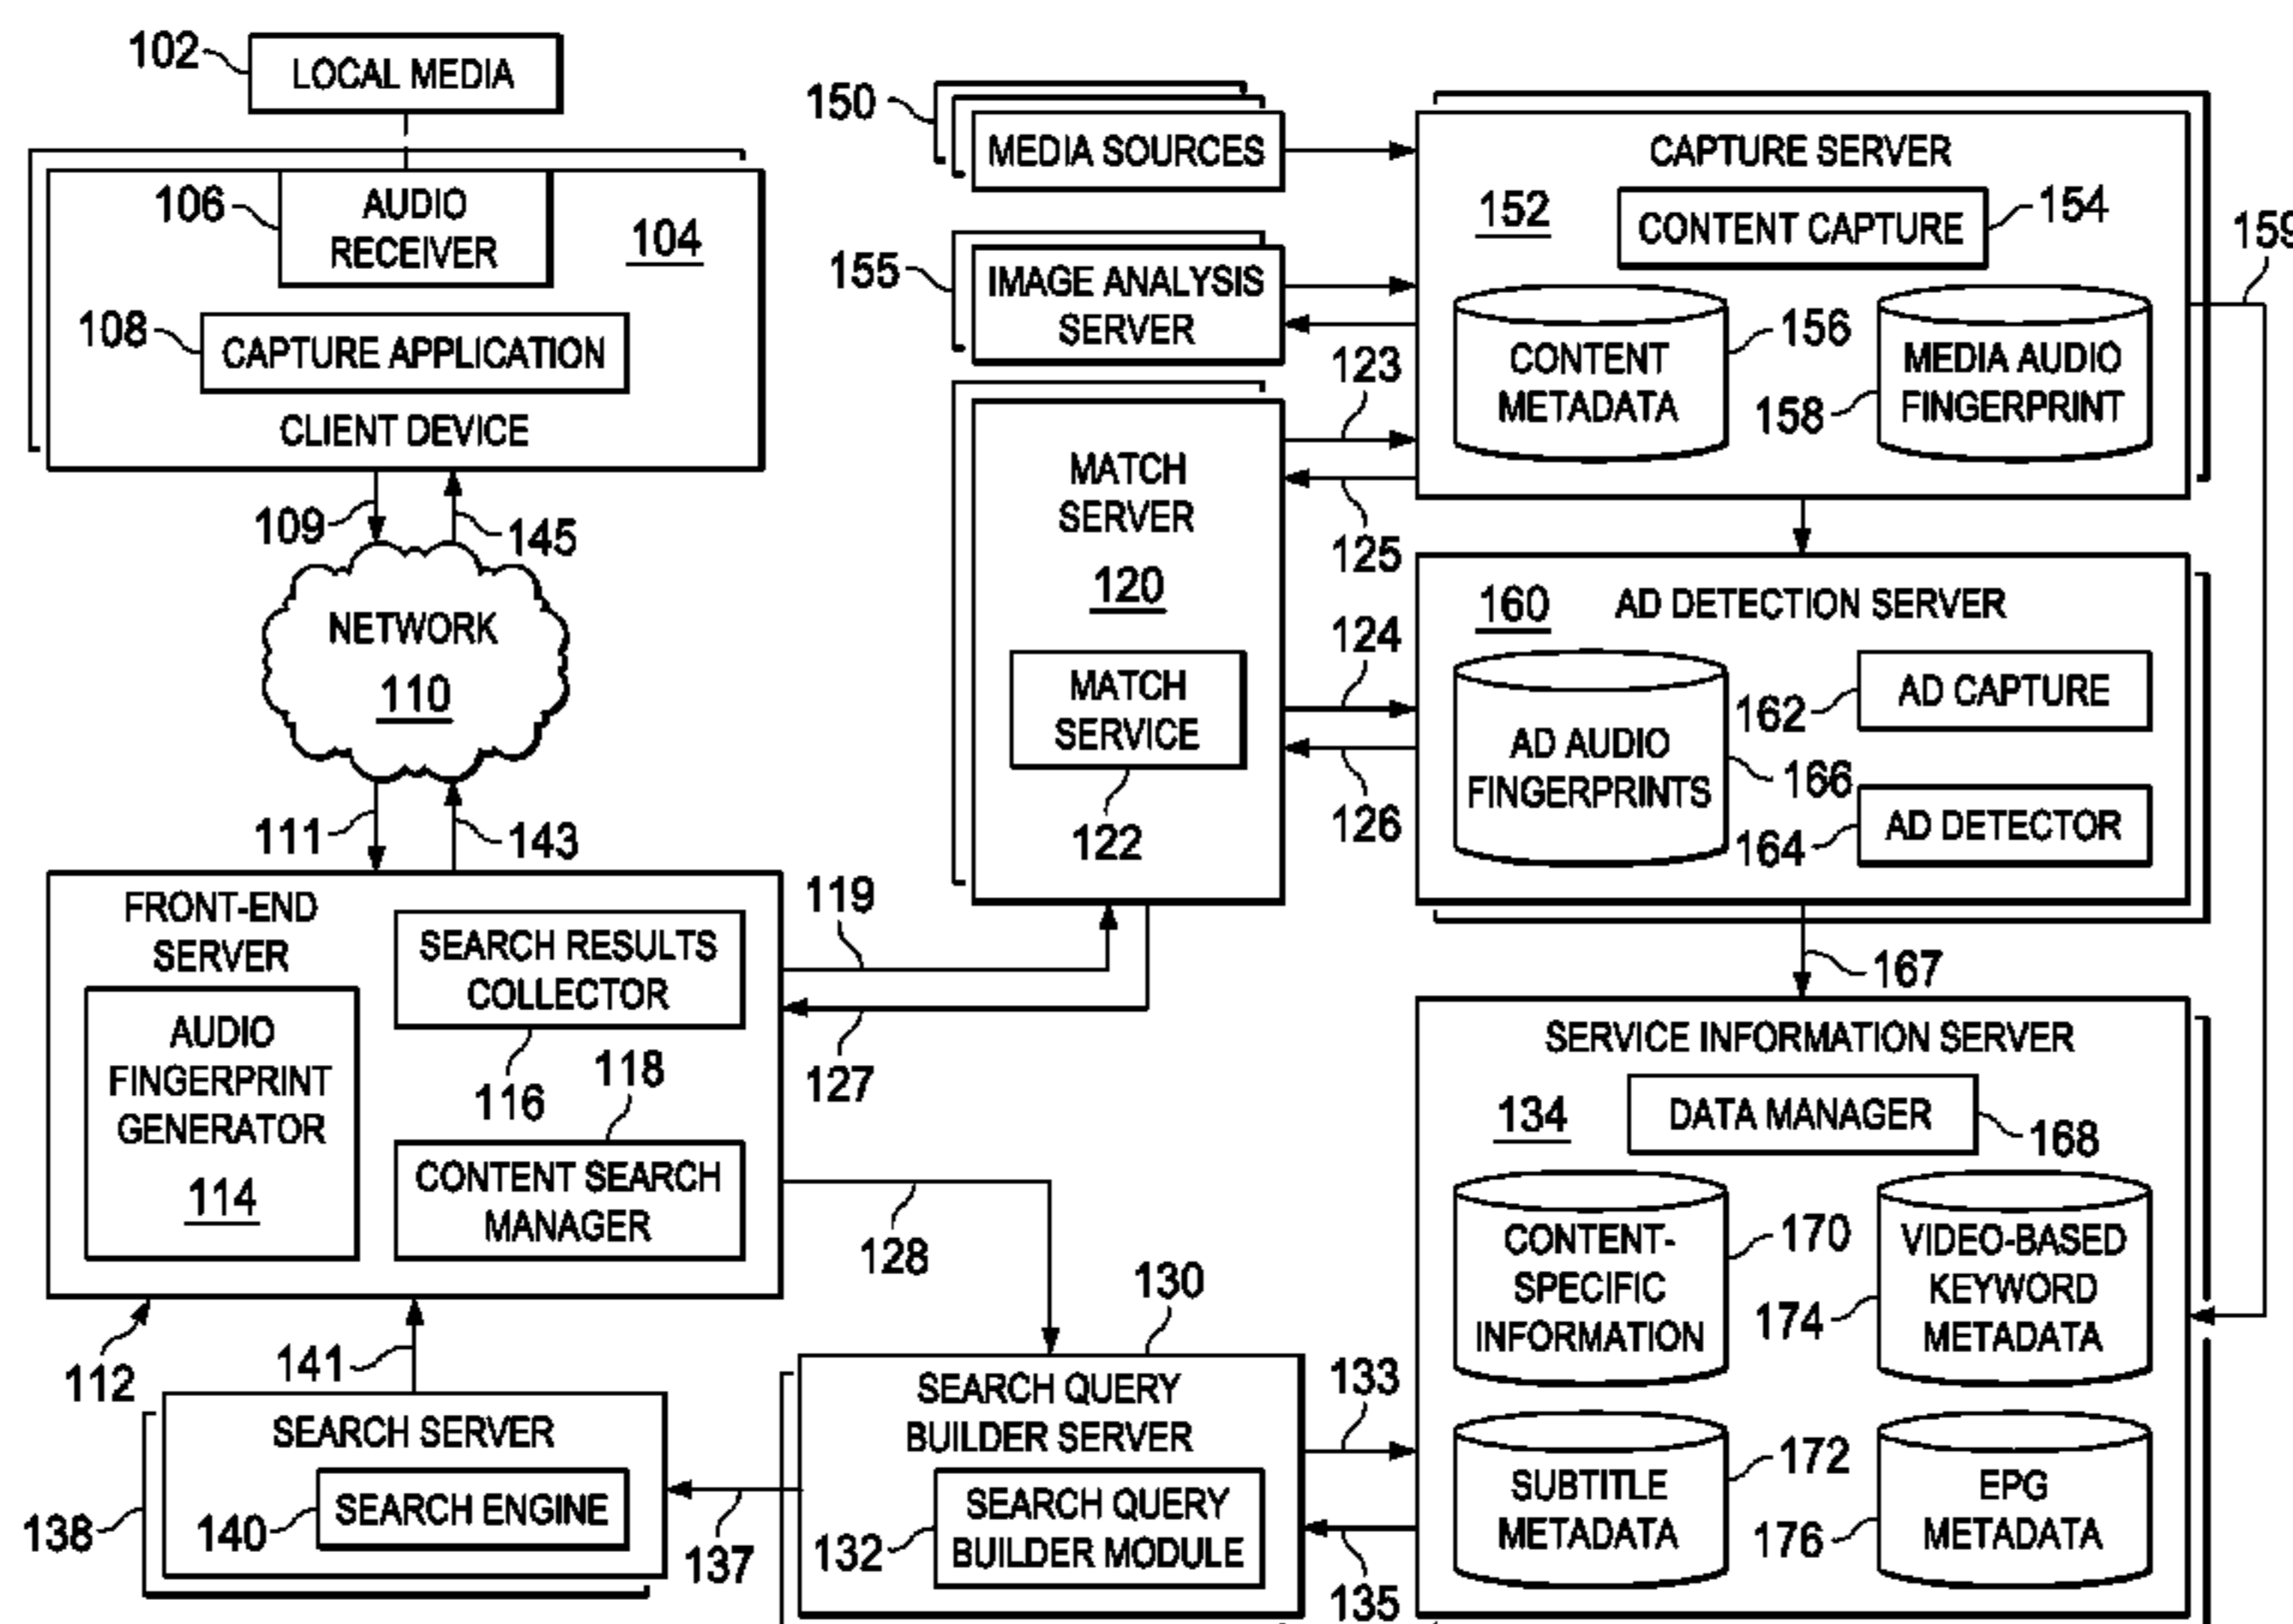 102
LOCAL MEDIA
106
AUDIO
RECEIVER
104
108
CAPTURE APPLICATION
CLIENT DEVICE
109
145
NETWORK
110
111
143
FRONT-END
SERVER
AUDIO
FINGERPRINT
GENERATOR
114
SEARCH RESULTS
COLLECTOR
116
118
CONTENT SEARCH
MANAGER
112
141
SEARCH SERVER
138
140
SEARCH ENGINE
137
119
127
128
130
SEARCH QUERY
BUILDER SERVER
132
SEARCH QUERY
BUILDER MODULE
133
135
150
MEDIA SOURCES
155
IMAGE ANALYSIS
SERVER
MATCH
SERVER
120
MATCH
SERVICE
122
123
125
124
126
CAPTURE SERVER
152
CONTENT CAPTURE
154
159
CONTENT
METADATA
156
158
MEDIA AUDIO
FINGERPRINT
160
AD DETECTION SERVER
AD AUDIO
FINGERPRINTS
166
162
AD CAPTURE
164
AD DETECTOR
167
SERVICE INFORMATION SERVER
134
DATA MANAGER
168
CONTENT-
SPECIFIC
INFORMATION
170
174
VIDEO-BASED
KEYWORD
METADATA
SUBTITLE
METADATA
172
176
EPG
METADATA